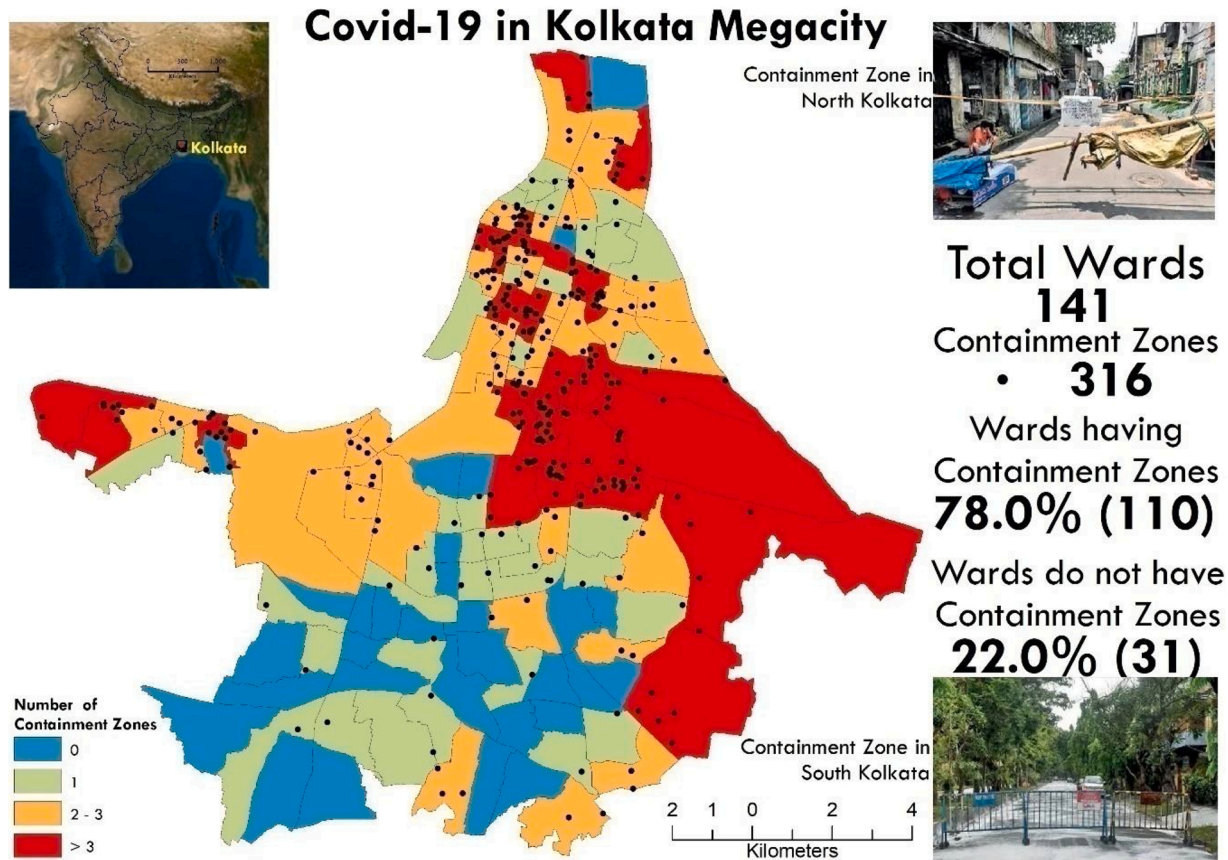 Covid-19 in Kolkata Megacity
Kolkata
Containment Zone in
North Kolkata
Total Wards
141
Containment Zones
• 316
Wards having
Containment Zones
78.0% (110)
Wards do not have
Containment Zones
22.0% (31)
Number of
Containment Zones
0
1
2 - 3
> 3
Containment Zone in
South Kolkata
2 1 0 2 4
Kilometers